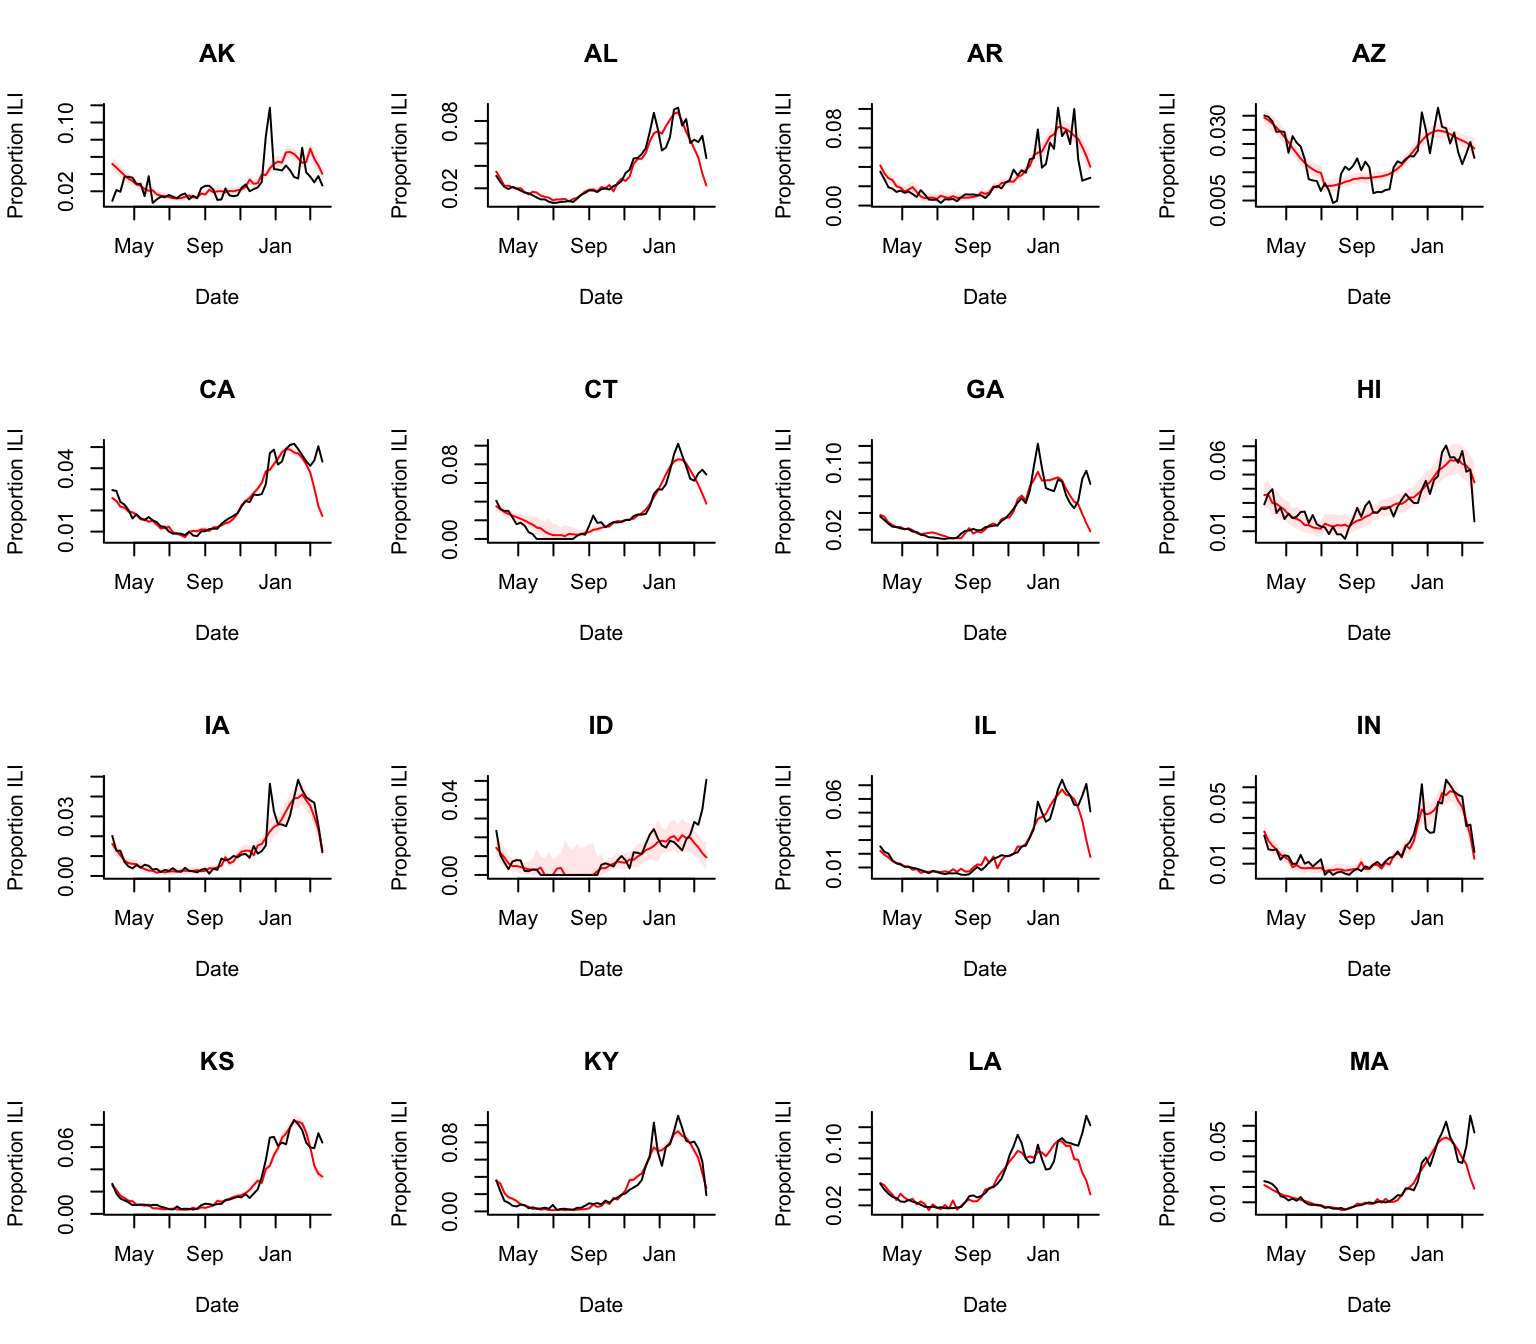 AK
AL
AR
AZ
Proportion ILI
0.02 0.10
May Sep Jan
Date
Proportion ILI
0.02 0.08
May Sep Jan
Date
Proportion ILI
0.00 0.08
May Sep Jan
Date
Proportion ILI
0.005 0.030
May Sep Jan
Date
CA
CT
GA
HI
Proportion ILI
0.01 0.04
May Sep Jan
Date
Proportion ILI
0.00 0.08
May Sep Jan
Date
Proportion ILI
0.02 0.10
May Sep Jan
Date
Proportion ILI
0.01 0.06
May Sep Jan
Date
IA
ID
IL
IN
Proportion ILI
0.00 0.03
May Sep Jan
Date
Proportion ILI
0.00 0.04
May Sep Jan
Date
Proportion ILI
0.01 0.06
May Sep Jan
Date
Proportion ILI
0.01 0.05
May Sep Jan
Date
KS
KY
LA
MA
Proportion ILI
0.00 0.06
May Sep Jan
Date
Proportion ILI
0.00 0.08
May Sep Jan
Date
Proportion ILI
0.02 0.10
May Sep Jan
Date
Proportion ILI
0.01 0.05
May Sep Jan
Date